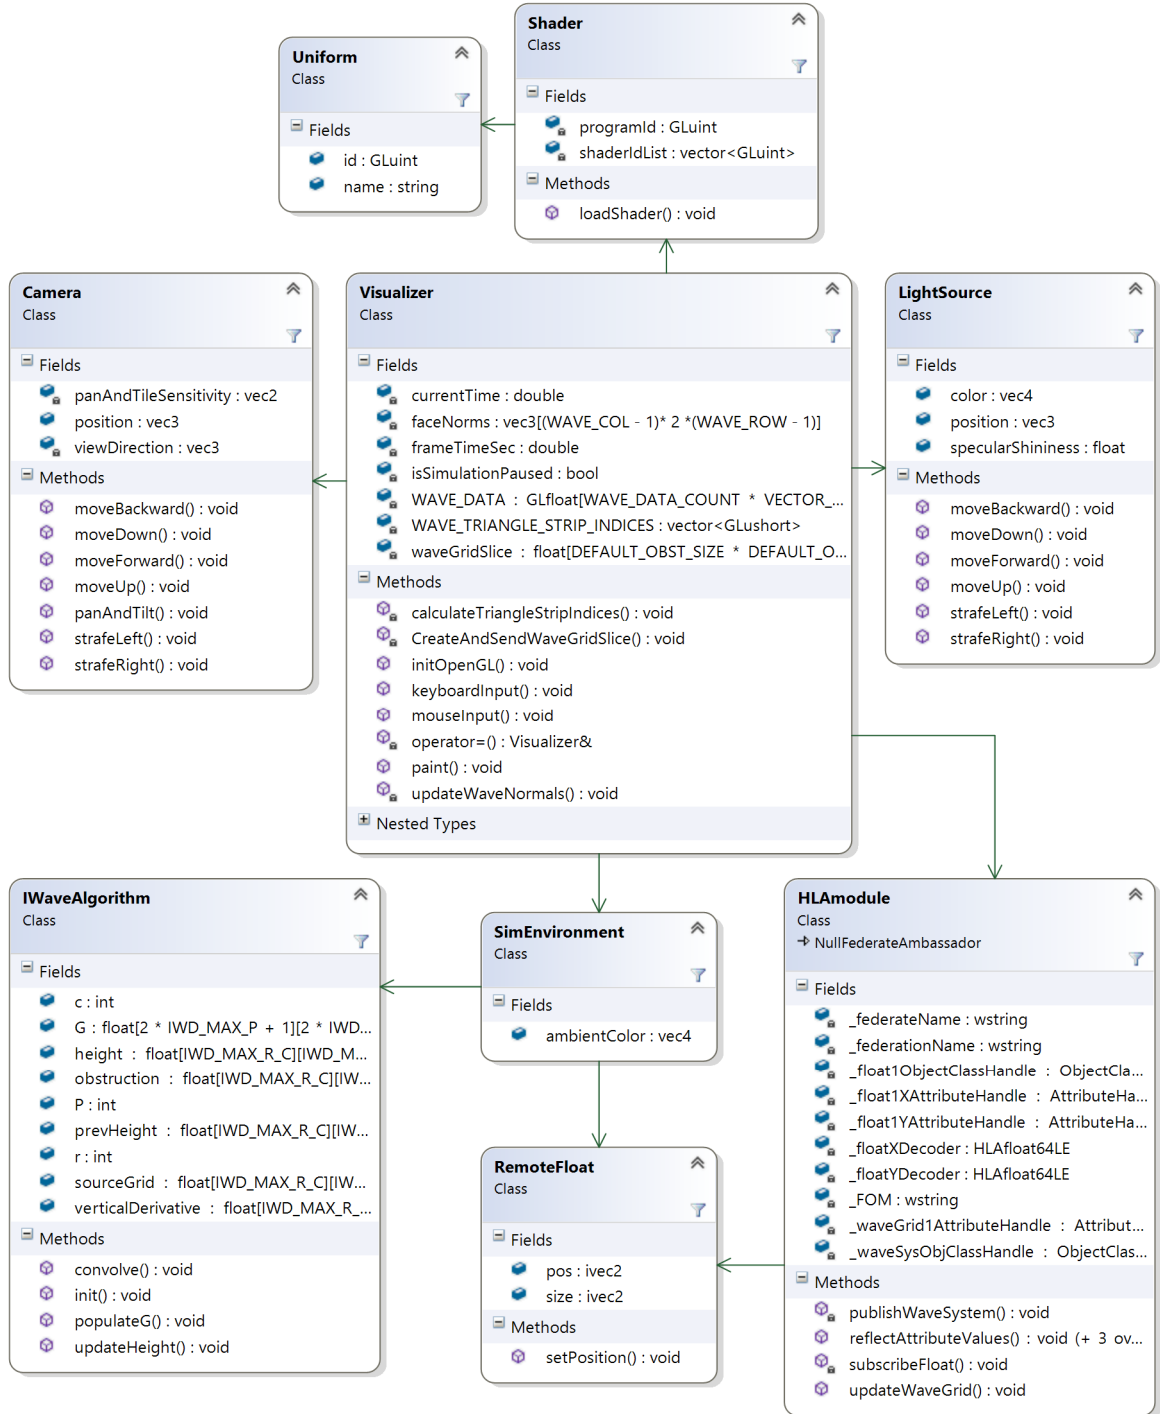 Shader
Class
Fields
programId : GLuint
shaderIdList : vector<GLuint>
Methods
loadShader() : void
Uniform
Class
Fields
id : GLuint
name : string
Camera
Class
Fields
panAndTileSensitivity : vec2
position : vec3
viewDirection : vec3
Methods
moveBackward() : void
moveDown() : void
moveForward() : void
moveUp() : void
panAndTilt() : void
strafeLeft() : void
strafeRight() : void
Visualizer
Class
Fields
currentTime : double
faceNorms : vec3[(WAVE_COL - 1)* 2 *(WAVE_ROW - 1)]
frameTimeSec : double
isSimulationPaused : bool
WAVE_DATA : GLfloat[WAVE_DATA_COUNT * VECTOR_...
WAVE_TRIANGLE_STRIP_INDICES : vector<GLushort>
waveGridSlice : float[DEFAULT_OBST_SIZE * DEFAULT_O...
Methods
calculateTriangleStripIndices() : void
CreateAndSendWaveGridSlice() : void
initOpenGL() : void
keyboardInput() : void
mouseInput() : void
operator=() : Visualizer&
paint() : void
updateWaveNormals() : void
Nested Types
LightSource
Class
Fields
color : vec4
position : vec3
specularShininess : float
Methods
moveBackward() : void
moveDown() : void
moveForward() : void
moveUp() : void
strafeLeft() : void
strafeRight() : void
IWaveAlgorithm
Class
Fields
c : int
G : float[2 * IWD_MAX_P + 1][2 * IWD...
height : float[IWD_MAX_R_C][IWD_M...
obstruction : float[IWD_MAX_R_C][IW...
P : int
prevHeight : float[IWD_MAX_R_C][IW...
r : int
sourceGrid : float[IWD_MAX_R_C][IW...
verticalDerivative : float[IWD_MAX_R_...
Methods
convolve() : void
init() : void
populateG() : void
updateHeight() : void
SimEnvironment
Class
Fields
ambientColor : vec4
RemoteFloat
Class
Fields
pos : ivec2
size : ivec2
Methods
setPosition() : void
HLAmodule
Class
NullFederateAmbassador
Fields
_federateName : wstring
_federationName : wstring
_float1ObjectClassHandle : ObjectCla...
_float1XAttributeHandle : AttributeHa...
_float1YAttributeHandle : AttributeHa...
_floatXDecoder : HLAfloat64LE
_floatYDecoder : HLAfloat64LE
_FOM : wstring
_waveGrid1AttributeHandle : Attribut...
_waveSysObjClassHandle : ObjectClas...
Methods
publishWaveSystem() : void
reflectAttributeValues() : void (+ 3 ov...
subscribeFloat() : void
updateWaveGrid() : void